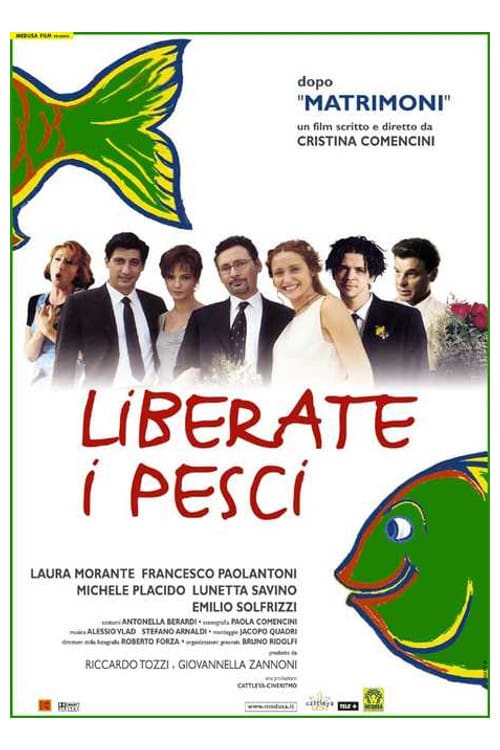 MEDUSA FILM
dopo
"MATRIMONI"
un film scritto e diretto da
CRISTINA COMENCINI
LIBERATE
I PESCI
LAURA MORANTE FRANCESCO PAOLANTONI
MICHELE PLACIDO LUNETTA SAVINO
EMILIO SOLFRIZZI
costumi ANTONELLA BERARDI • scenografia PAOLA COMENCINI
musica ALESSIO VLAD STEFANO ARNALDI • montaggio JACOPO QUADRI
direttore della fotografia ROBERTO FORZA • organizzatore generale BRUNO RIDOLFI
prodotto da
RICCARDO TOZZI e GIOVANNELLA ZANNONI
una produzione
CATTLEYA-CINERITMO
www.medusa.it
cattleya
TELE +
MEDUSA